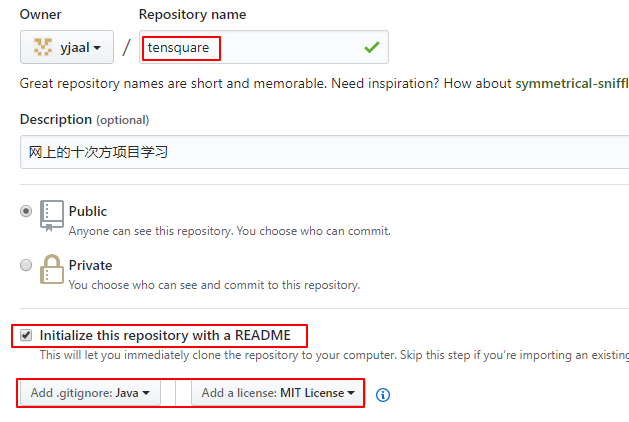 Owner Repository name
yjaal / tensquare
Great repository names are short and memorable. Need inspiration? How about symmetrical-sniffl
Description (optional)
网上的十次方项目学习
Public
Anyone can see this repository. You choose who can commit.
Private
You choose who can see and commit to this repository.
Initialize this repository with a README
This will let you immediately clone the repository to your computer. Skip this step if you're importing an existing
Add .gitignore: Java Add a license: MIT License